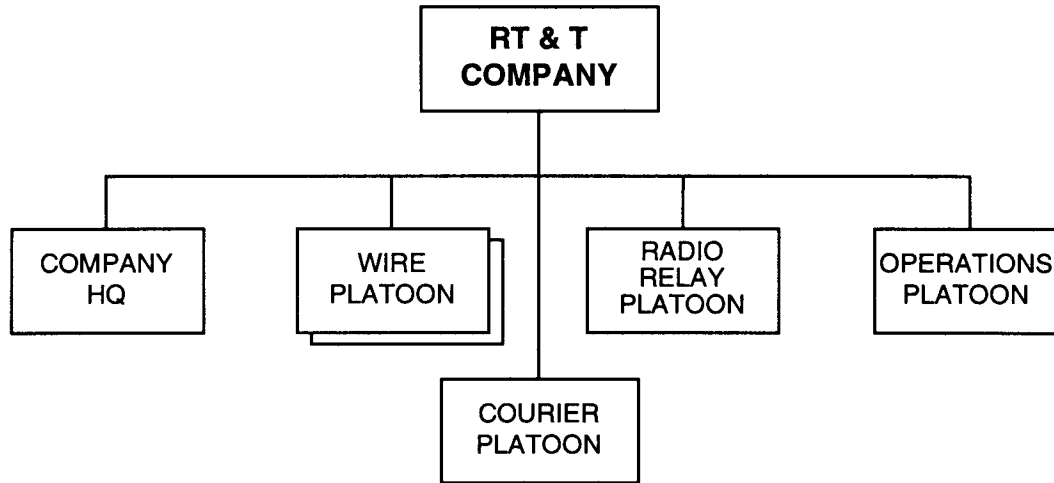 RT & T
COMPANY
COMPANY
HQ
WIRE
PLATOON
RADIO
RELAY
PLATOON
OPERATIONS
PLATOON
COURIER
PLATOON